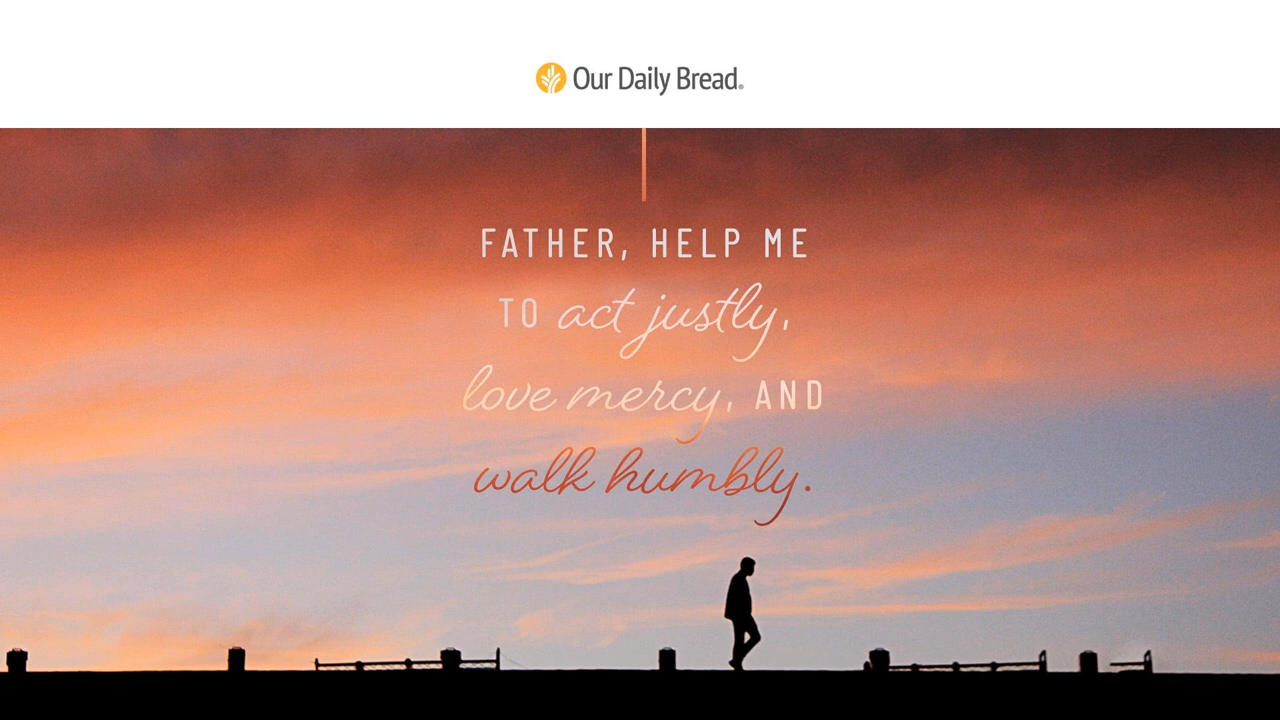 Our Daily Bread®
FATHER, HELP ME
TO act justly,
love mercy, AND
walk humbly.